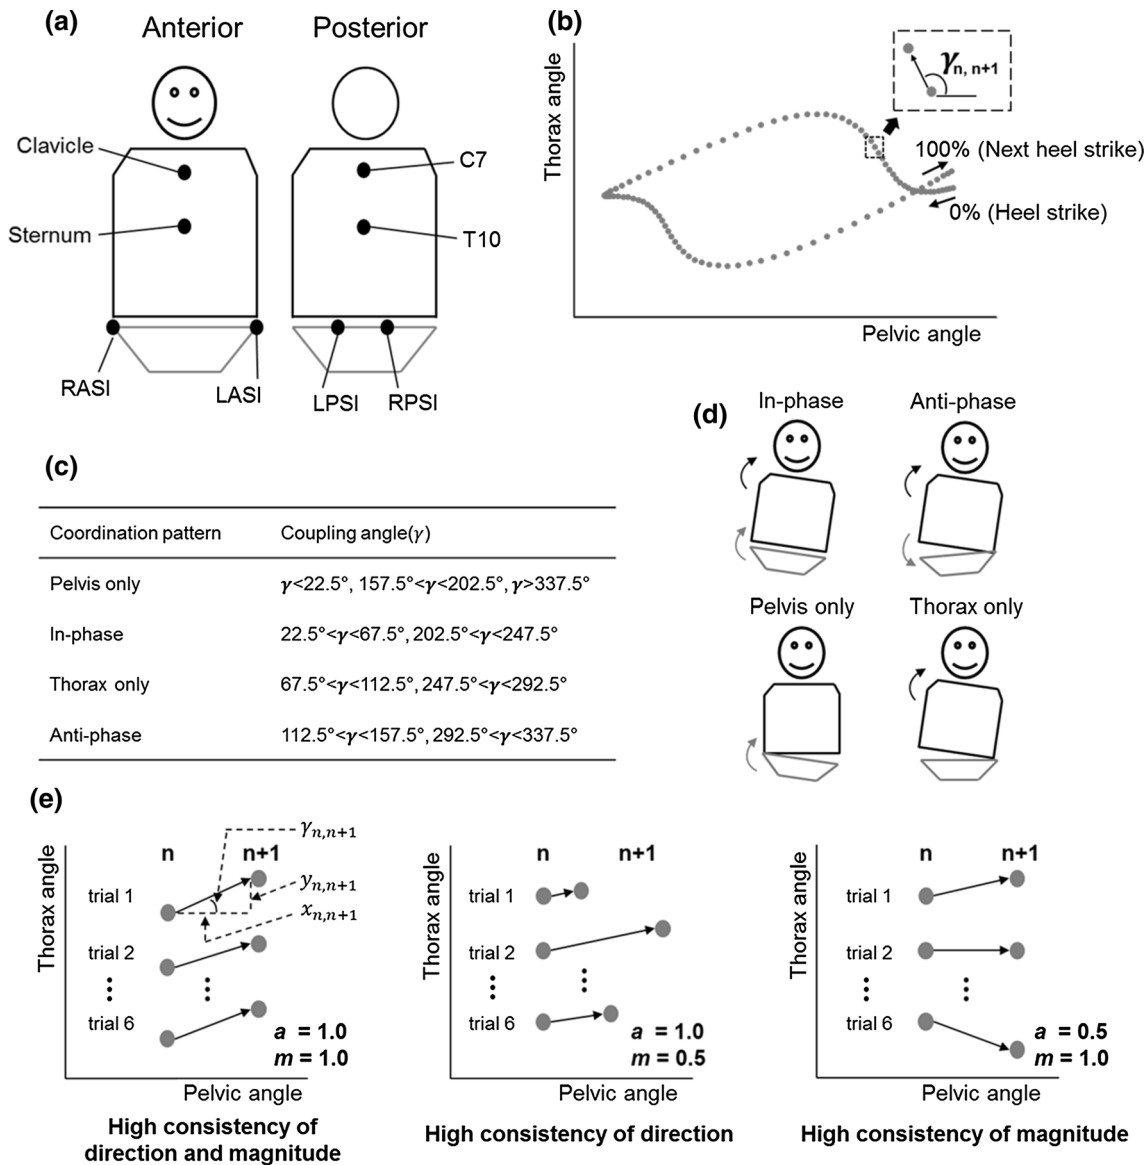 (a)
Anterior
Posterior
Clavicle
Sternum
C7
T10
RASI
LASI
LPSI
RPSI
(b)
Thorax angle
γn, n+1
100% (Next heel strike)
0% (Heel strike)
Pelvic angle
(c)
Coordination pattern Coupling angle(γ)
Pelvis only γ<22.5°, 157.5°<γ<202.5°, γ>337.5°
In-phase 22.5°<γ<67.5°, 202.5°<γ<247.5°
Thorax only 67.5°<γ<112.5°, 247.5°<γ<292.5°
Anti-phase 112.5°<γ<157.5°, 292.5°<γ<337.5°
(d)
In-phase
Anti-phase
Pelvis only
Thorax only
(e)
Thorax angle
n n+1
γn,n+1
yn,n+1
xn,n+1
trial 1
trial 2
trial 6
a = 1.0
m = 1.0
Pelvic angle
High consistency of
direction and magnitude
Thorax angle
n n+1
trial 1
trial 2
trial 6
a = 1.0
m = 0.5
Pelvic angle
High consistency of direction
Thorax angle
n n+1
trial 1
trial 2
trial 6
a = 0.5
m = 1.0
Pelvic angle
High consistency of magnitude